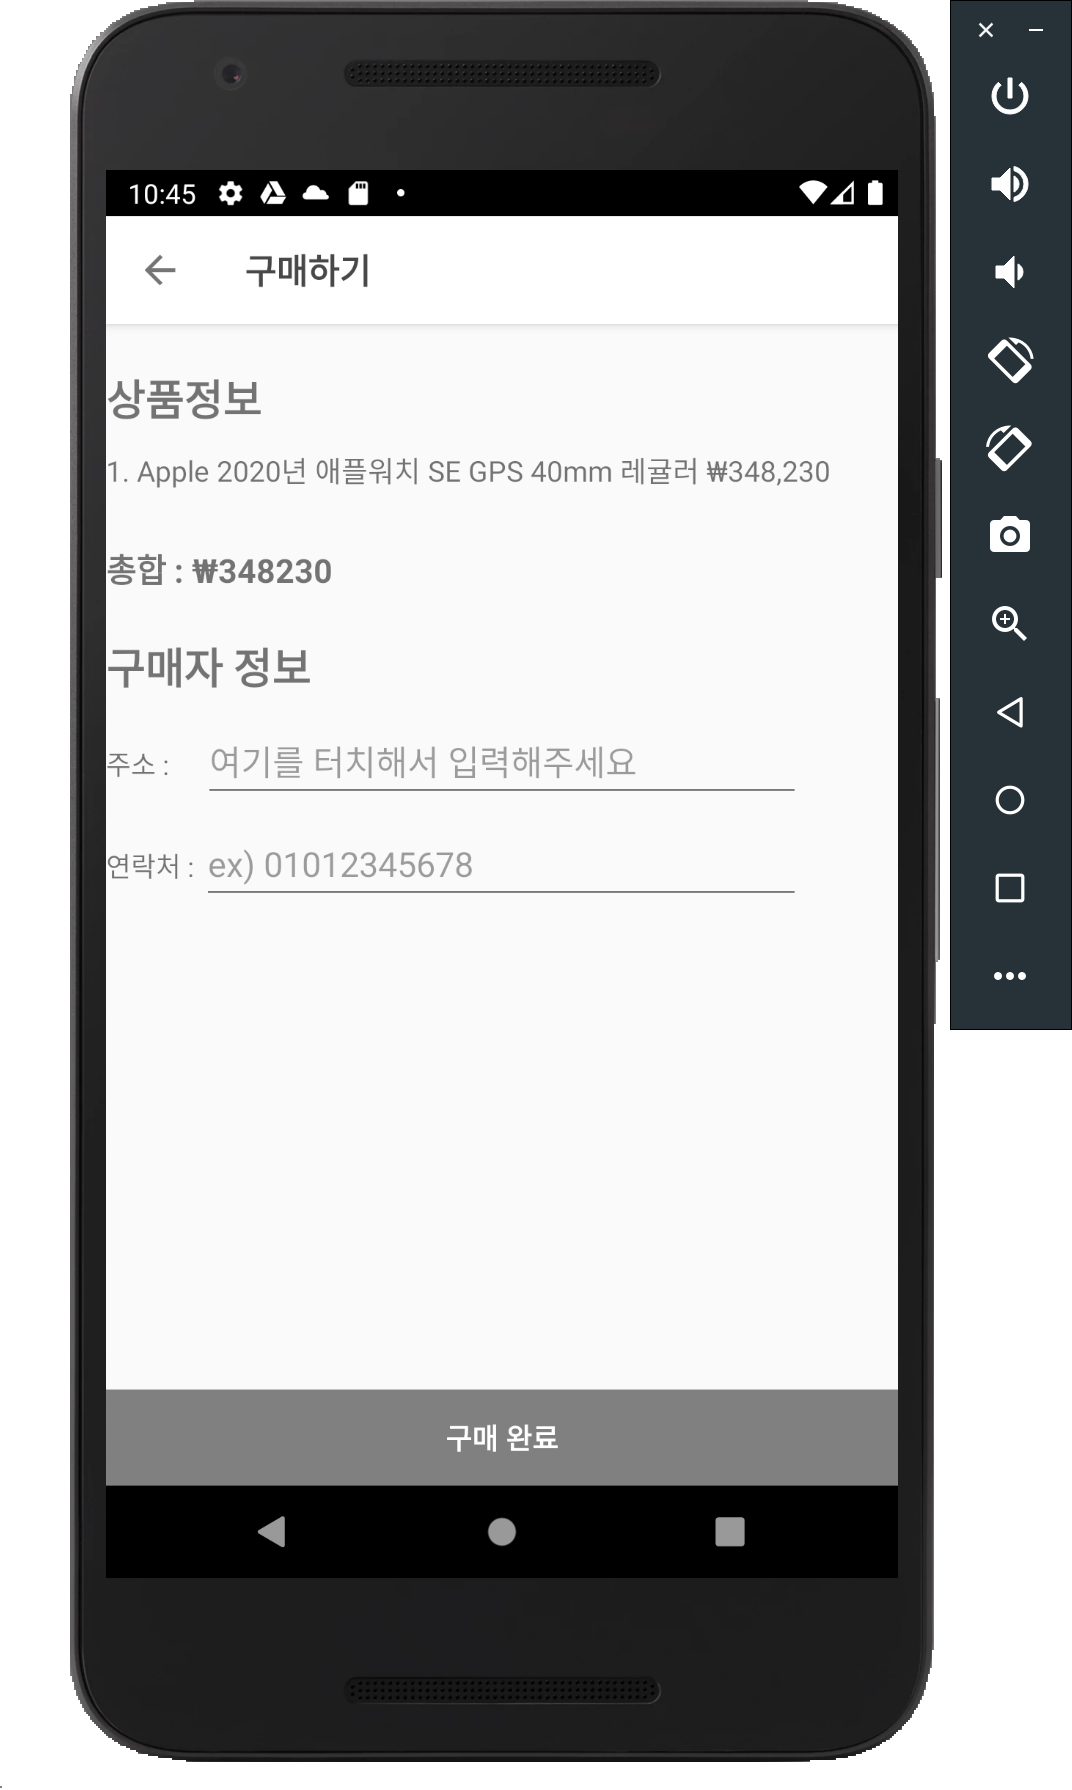 10:45
구매하기
상품정보
1. Apple 2020년 애플워치 SE GPS 40mm 레귤러 ₩348,230
총합 : ₩348230
구매자 정보
주소 : 여기를 터치해서 입력해주세요
연락처 : ex) 01012345678
구매 완료